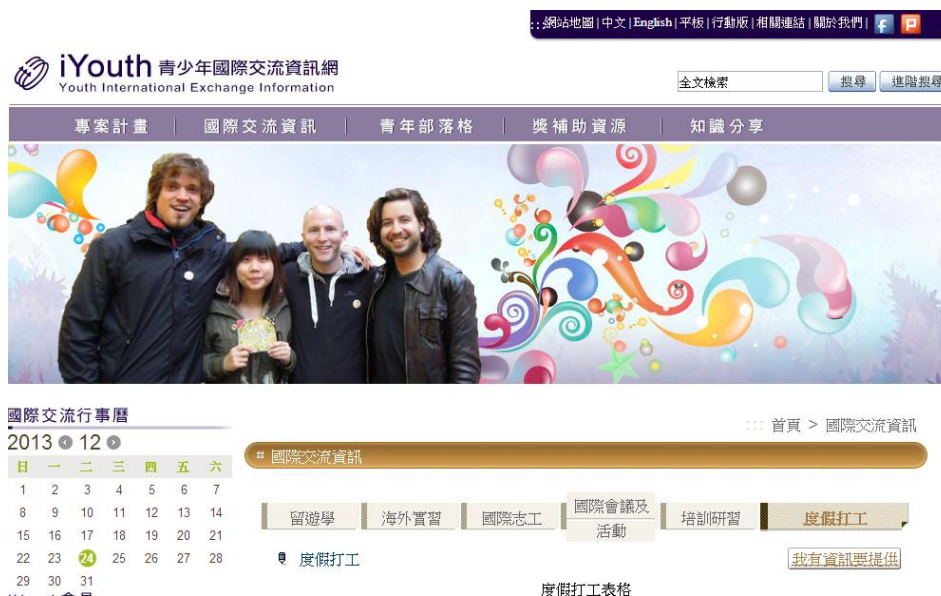 :::網站地圖|中文|English|平板|行動版|相關連結|關於我們|
iYouth 青少年國際交流資訊網
Youth International Exchange Information
全文檢索 搜尋 進階搜尋
專案計畫 | 國際交流資訊 | 青年部落格 | 獎補助資源 | 知識分享
國際交流行事曆
2013 12
日 一 二 三 四 五 六
1 2 3 4 5 6 7
8 9 10 11 12 13 14
15 16 17 18 19 20 21
22 23 24 25 26 27 28
29 30 31
::: 首頁 > 國際交流資訊
國際交流資訊
留遊學 海外實習 國際志工 國際會議及 培訓研習 度假打工
活動
度假打工 我有資訊要提供
度假打工表格